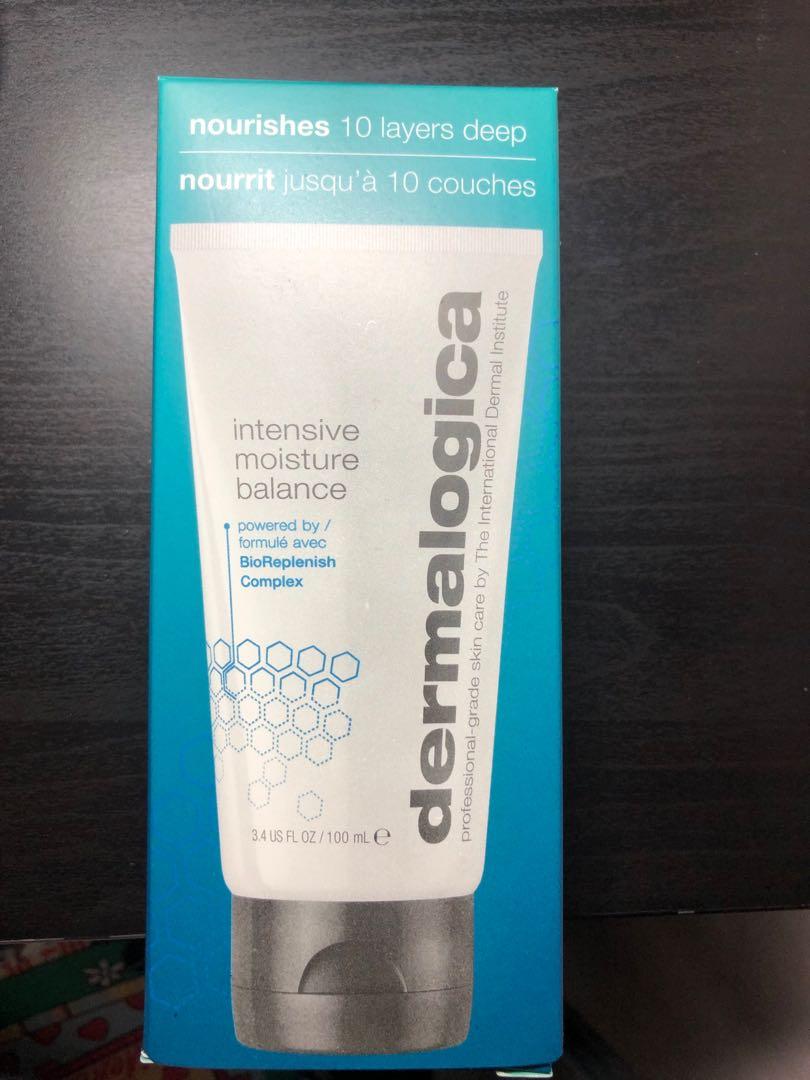 nourishes 10 layers deep
nourrit jusqu'à 10 couches
intensive
moisture
balance
powered by /
formulé avec
BioReplenish
Complex
dermalogica
professional-grade skin care by The International Dermal Institute
3.4 US FL OZ / 100 mL ℮